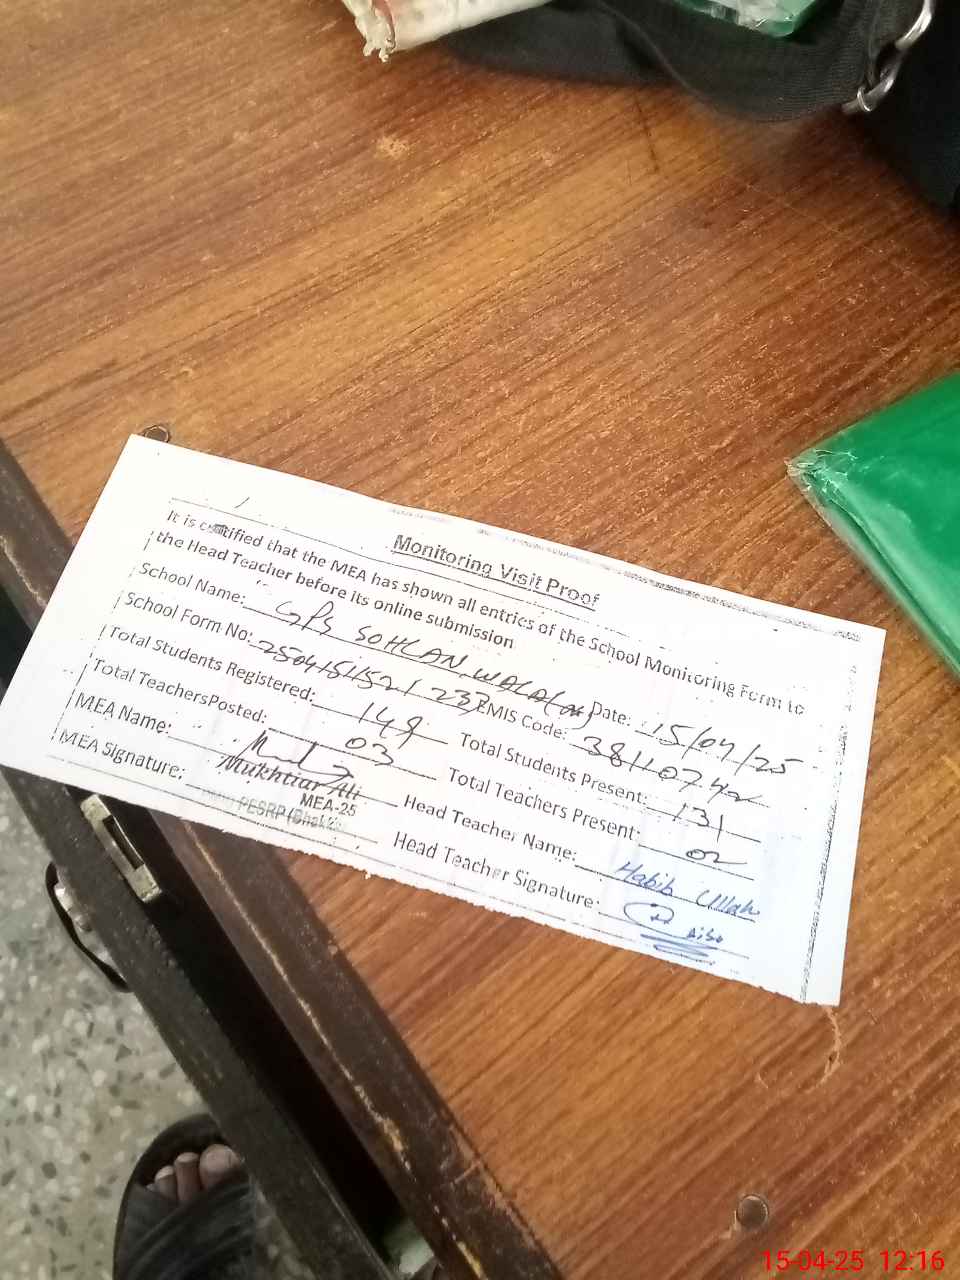 Monitoring Visit Proof
It is certified that the MEA has shown all entrics of the School Monitoring Form to
the Head Teacher before its online submission
School Name: GPS SOHLAN WALA(M) Date: 15/04/25
School Form No: EMIS Code: 38110742
Total Students Registered: 149 Total Students Present: 131
Total TeachersPosted: 03 Total Teachers Present: 02
MEA Name: Mukhtiar Ali Head Teacher Name: Habib Ullah
MEA-25
MEA Signature: PESRP (Bhakkar) Head Teacher Signature:
15-04-25 12:16